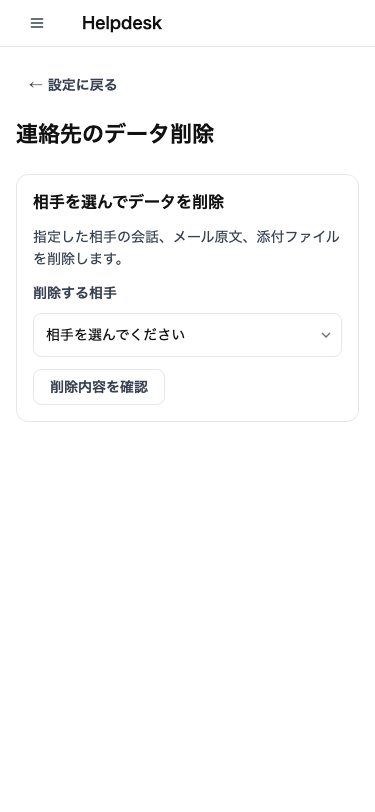 Helpdesk
← 設定に戻る
連絡先のデータ削除
相手を選んでデータを削除
指定した相手の会話、メール原文、添付ファイル
を削除します。
削除する相手
相手を選んでください
削除内容を確認